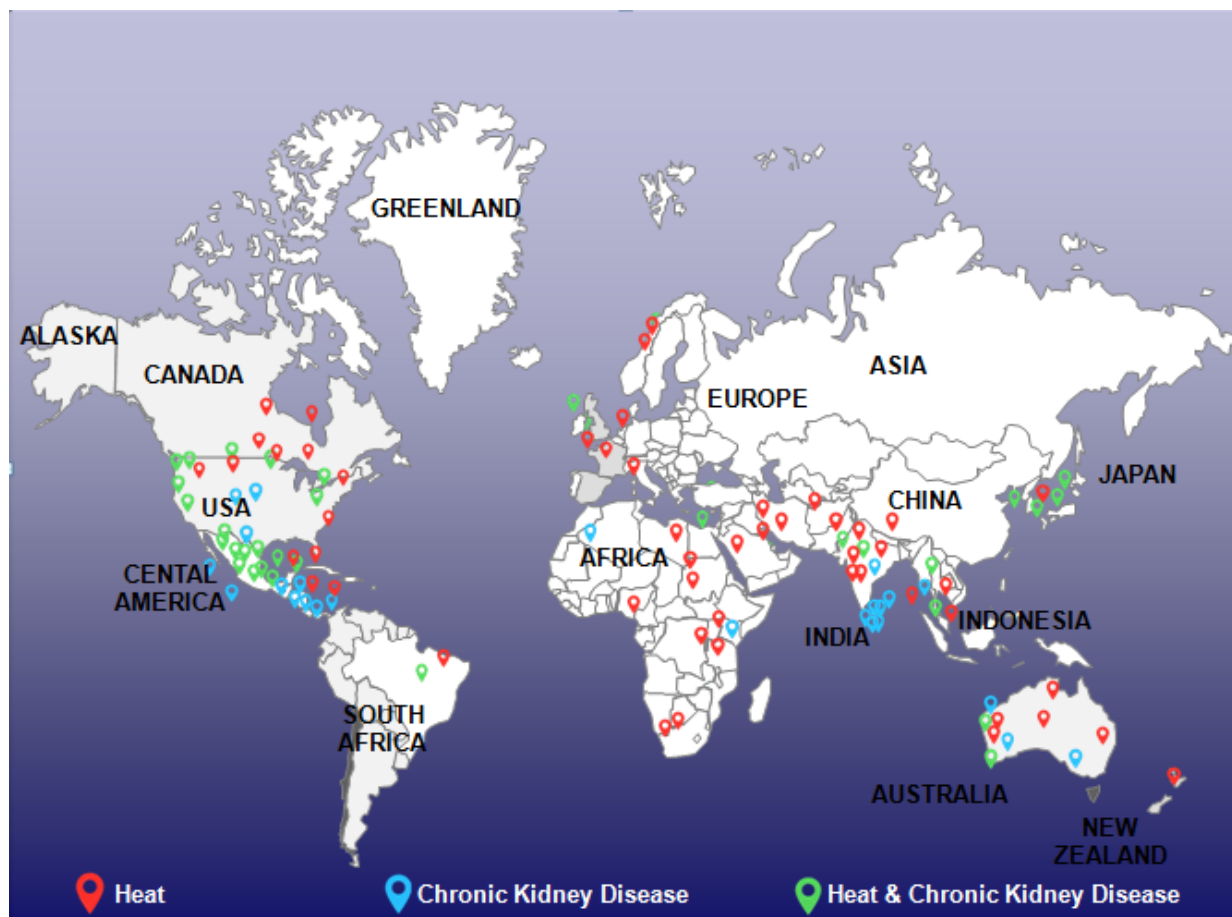 GREENLAND
ALASKA
CANADA
ASIA
EUROPE
JAPAN
USA
CHINA
AFRICA
CENTAL
AMERICA
INDIA
INDONESIA
SOUTH
AFRICA
AUSTRALIA
NEW
ZEALAND
Heat
Chronic Kidney Disease
Heat & Chronic Kidney Disease